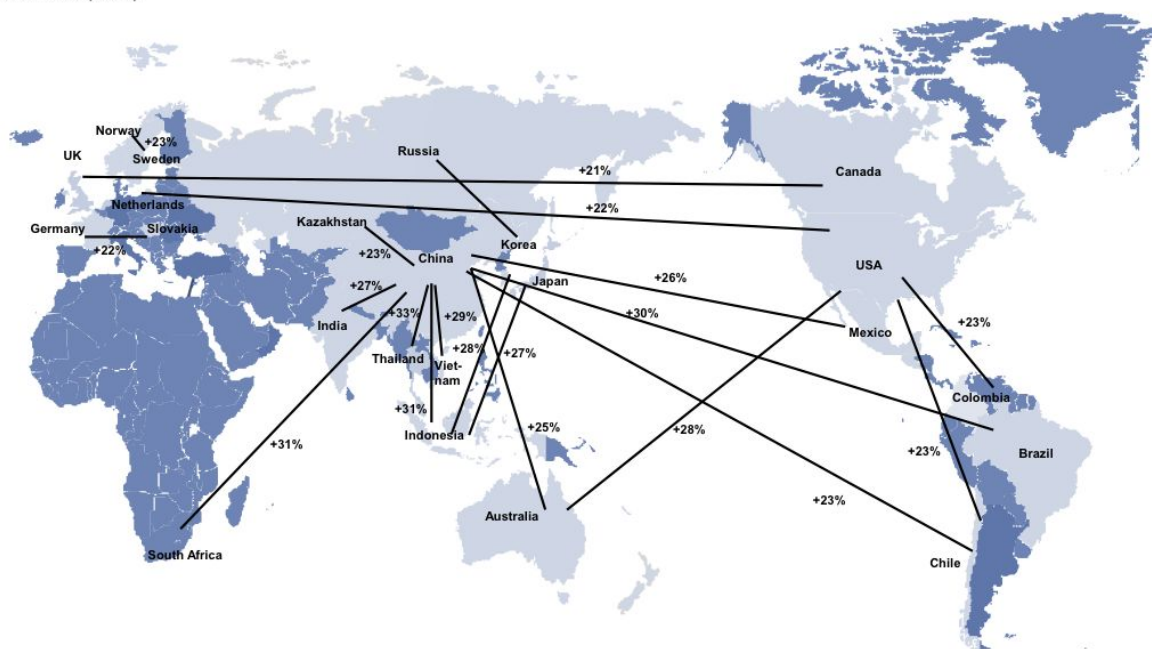 Norway
+23%
UK
Sweden
Russia
+21%
Canada
Netherlands
+22%
Kazakhstan
Germany
Slovakia
Korea
+22%
+23%
China
USA
+26%
Japan
+27%
+33%
+29%
+30%
India
Mexico
+23%
+28%
+27%
Thailand
Viet-
nam
Colombia
+31%
+25%
+28%
Indonesia
+31%
+23%
Brazil
+23%
Australia
South Africa
Chile